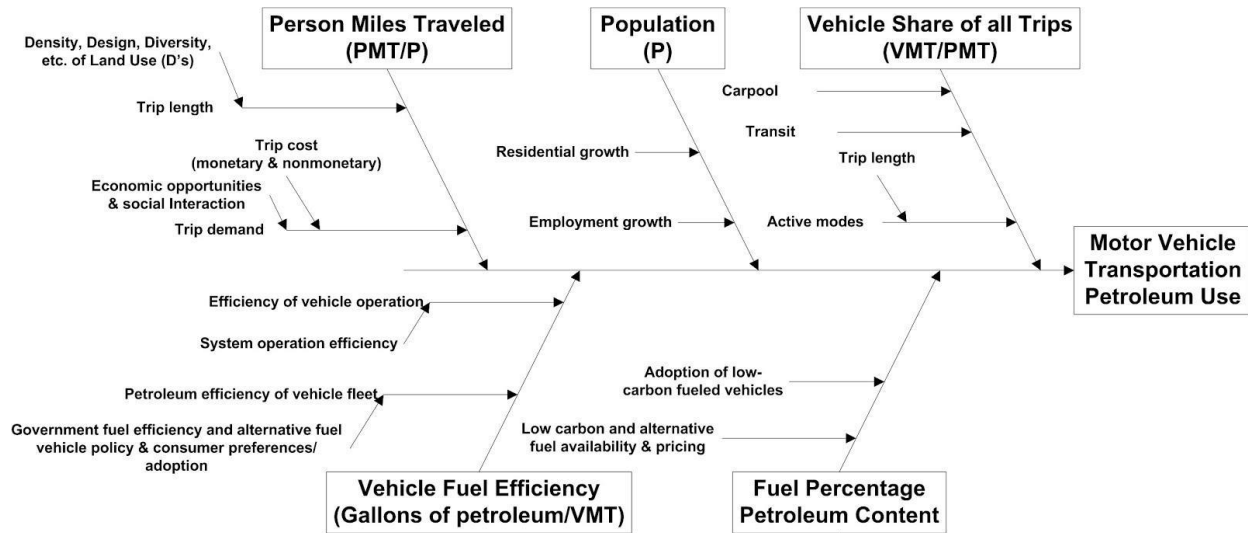 Person Miles Traveled
(PMT/P)
Population
(P)
Vehicle Share of all Trips
(VMT/PMT)
Density, Design, Diversity,
etc. of Land Use (D's)
Trip length
Trip cost
(monetary & nonmonetary)
Economic opportunities
& social Interaction
Trip demand
Residential growth
Employment growth
Carpool
Transit
Trip length
Active modes
Motor Vehicle
Transportation
Petroleum Use
Efficiency of vehicle operation
System operation efficiency
Petroleum efficiency of vehicle fleet
Government fuel efficiency and alternative fuel
vehicle policy & consumer preferences/
adoption
Adoption of low-
carbon fueled vehicles
Low carbon and alternative
fuel availability & pricing
Vehicle Fuel Efficiency
(Gallons of petroleum/VMT)
Fuel Percentage
Petroleum Content